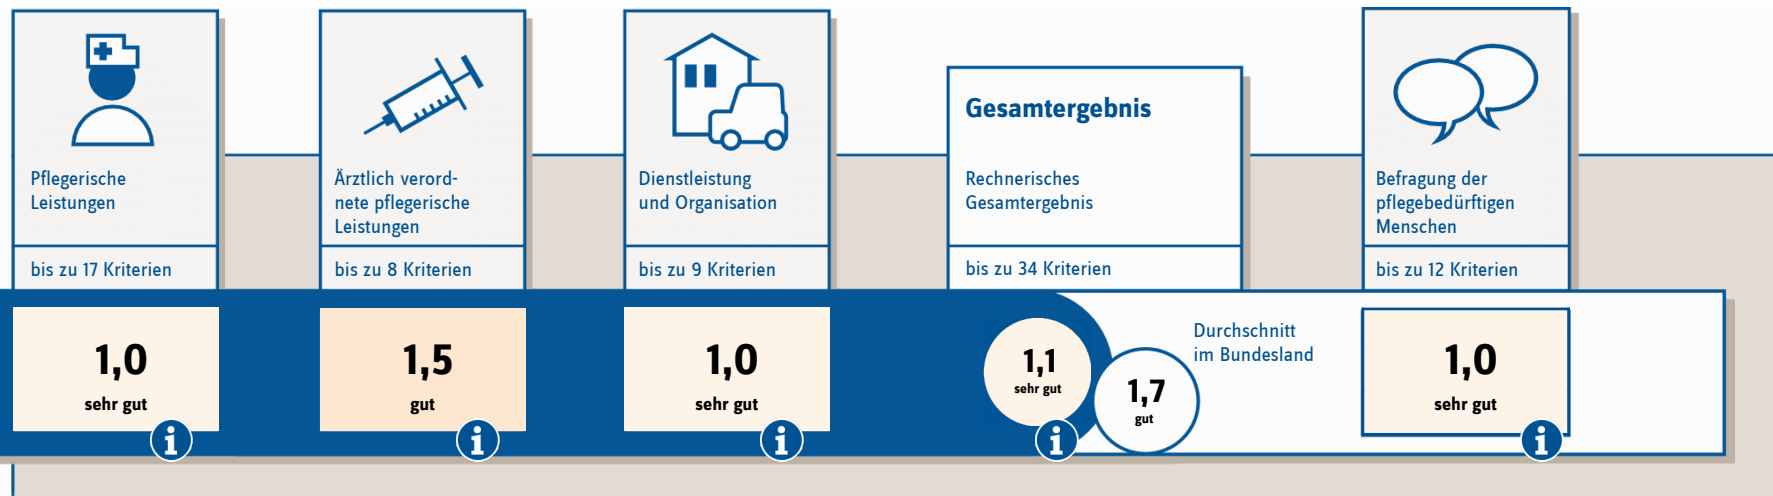 Pflegerische
Leistungen
bis zu 17 Kriterien
1,0
sehr gut
Ärztlich verord-
nete pflegerische
Leistungen
bis zu 8 Kriterien
1,5
gut
Dienstleistung
und Organisation
bis zu 9 Kriterien
1,0
sehr gut
Gesamtergebnis
Rechnerisches
Gesamtergebnis
bis zu 34 Kriterien
1,1
sehr gut
1,7
gut
Durchschnitt
im Bundesland
Befragung der
pflegebedürftigen
Menschen
bis zu 12 Kriterien
1,0
sehr gut